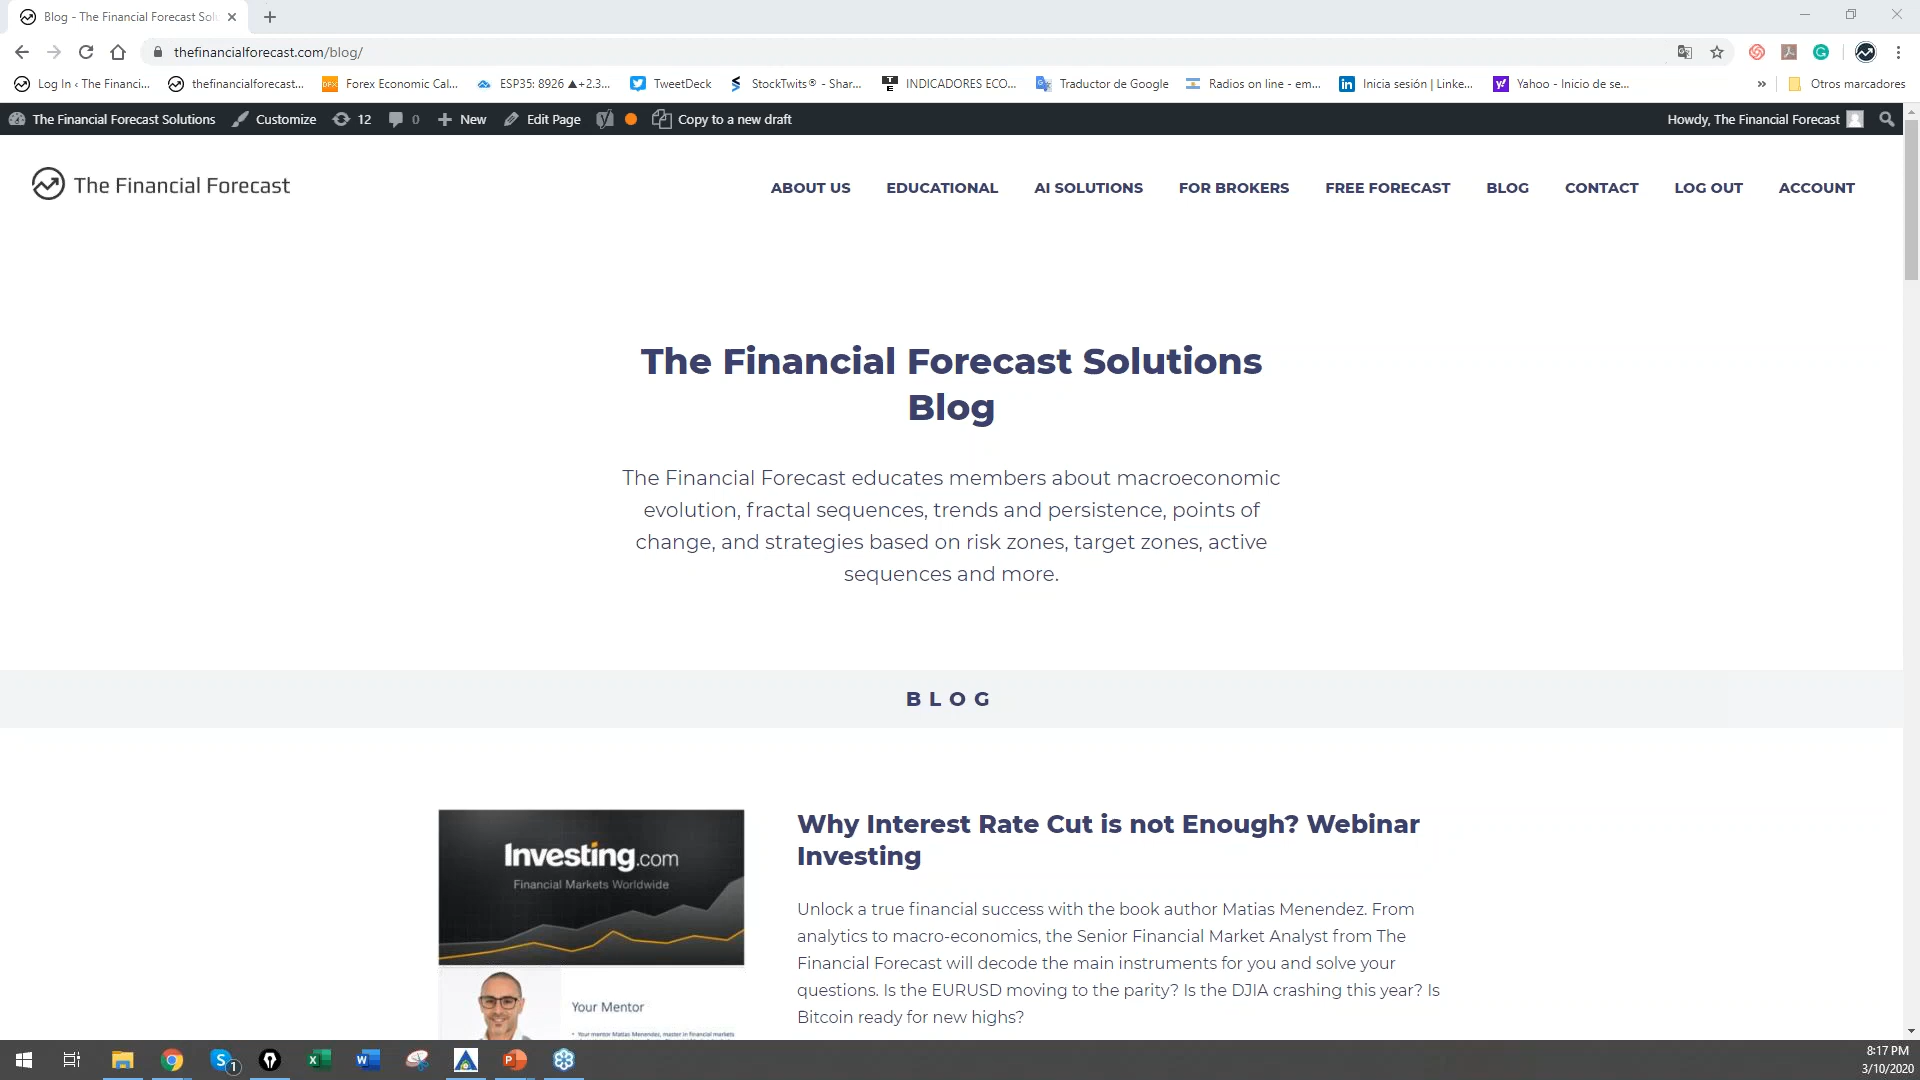 Blog - The Financial Forecast Sol
thefinancialforecast.com/blog/
Log In ‹ The Financi...
thefinancialforecast...
Forex Economic Cal...
ESP35: 8926 ▲+2.3...
TweetDeck
StockTwits® - Shar...
INDICADORES ECO...
Traductor de Google
Radios on line - em...
Inicia sesión | Linke...
Yahoo - Inicio de se...
»
Otros marcadores
The Financial Forecast Solutions
Customize
12
0
New
Edit Page
Copy to a new draft
Howdy, The Financial Forecast
The Financial Forecast
ABOUT US
EDUCATIONAL
AI SOLUTIONS
FOR BROKERS
FREE FORECAST
BLOG
CONTACT
LOG OUT
ACCOUNT
The Financial Forecast Solutions
Blog
The Financial Forecast educates members about macroeconomic
evolution, fractal sequences, trends and persistence, points of
change, and strategies based on risk zones, target zones, active
sequences and more.
BLOG
Investing.com
Financial Markets Worldwide
Your Mentor
• Your mentor Matias Menendez, master in Financial markets
Why Interest Rate Cut is not Enough? Webinar
Investing
Unlock a true financial success with the book author Matias Menendez. From
analytics to macro-economics, the Senior Financial Market Analyst from The
Financial Forecast will decode the main instruments for you and solve your
questions. Is the EURUSD moving to the parity? Is the DJIA crashing this year? Is
Bitcoin ready for new highs?
1
8:17 PM
3/10/2020